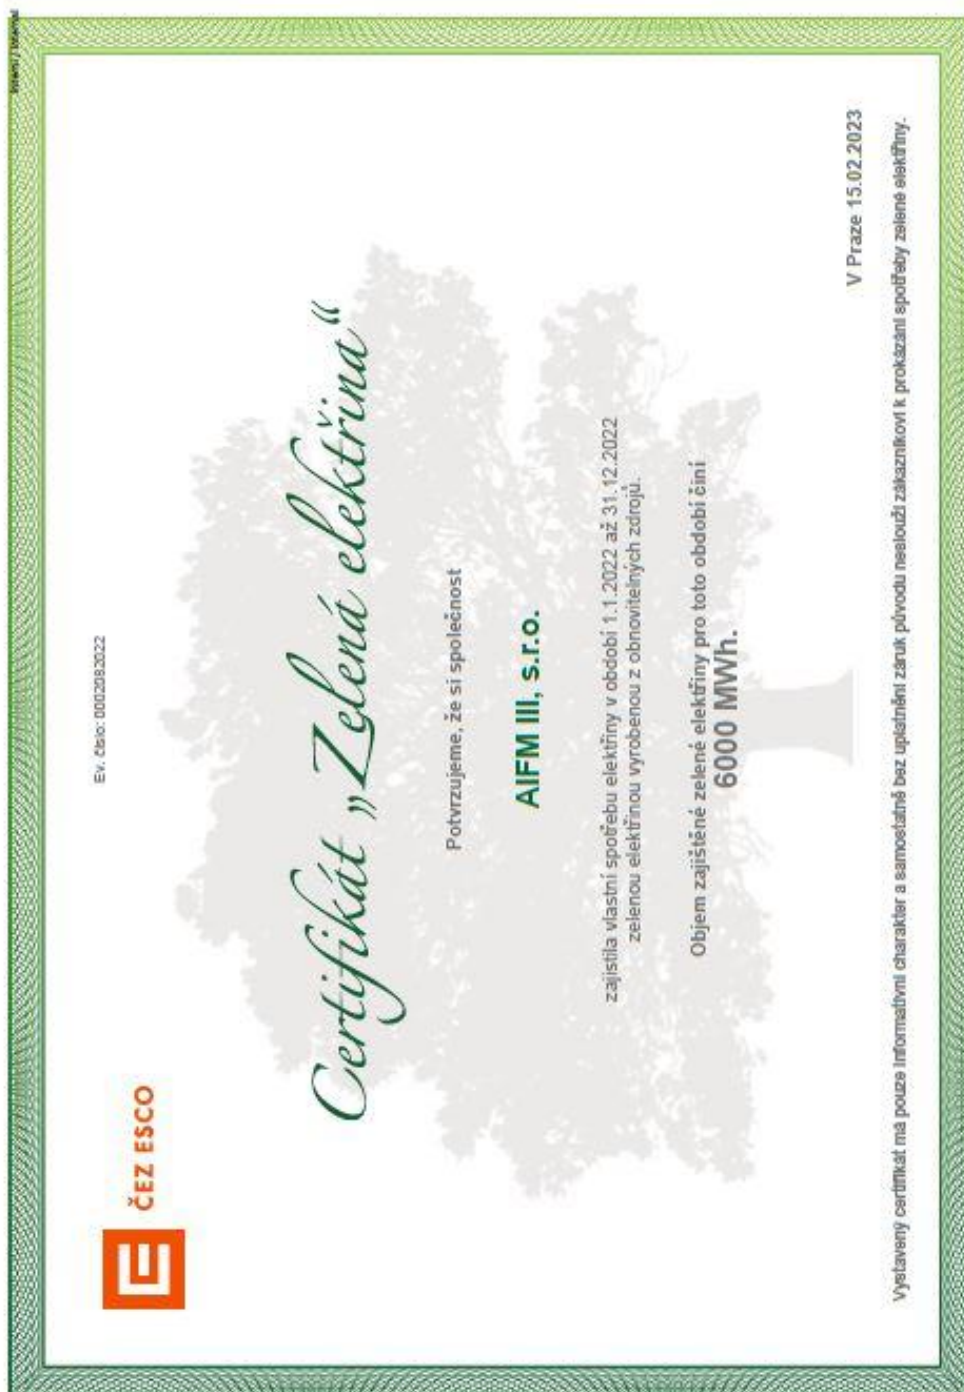 Interní / Internal
ČEZ ESCO
Ev. číslo: 0002082022
Certifikát „Zelená elektřina“
Potvrzujeme, že si společnost
AIFM III, s.r.o.
zajistila vlastní spotřebu elektřiny v období 1.1.2022 až 31.12.2022
zelenou elektřinou vyrobenou z obnovitelných zdrojů.
Objem zajištěné zelené elektřiny pro toto období činí
6000 MWh.
V Praze 15.02.2023
Vystavený certifikát má pouze informativní charakter a samostatně bez uplatnění záruk původu neslouží zákazníkovi k prokázání spotřeby zelené elektřiny.